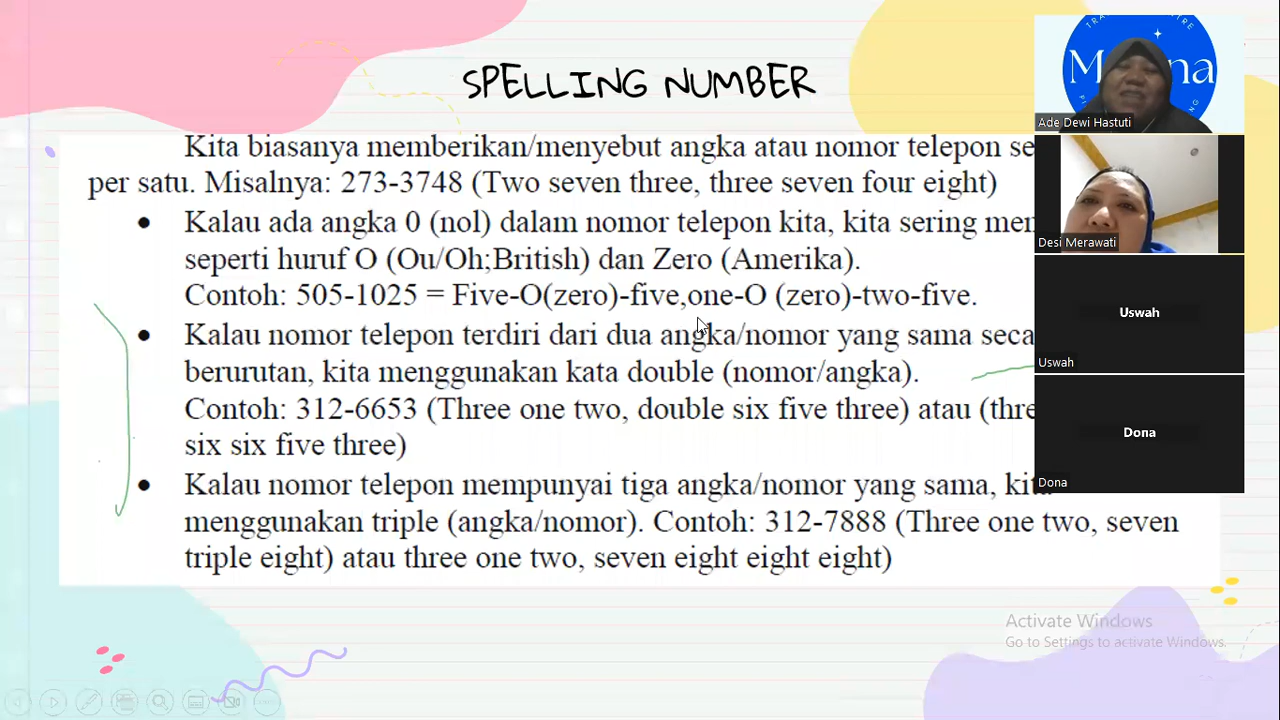 SPELLING NUMBER
Kita biasanya memberikan/menyebut angka atau nomor telepon se
per satu. Misalnya: 273-3748 (Two seven three, three seven four eight)
Kalau ada angka 0 (nol) dalam nomor telepon kita, kita sering men
seperti huruf O (Ou/Oh;British) dan Zero (Amerika).
Contoh: 505-1025 = Five-O(zero)-five,one-O (zero)-two-five.
Kalau nomor telepon terdiri dari dua angka/nomor yang sama seca
berurutan, kita menggunakan kata double (nomor/angka).
Contoh: 312-6653 (Three one two, double six five three) atau (thre
six six five three)
Kalau nomor telepon mempunyai tiga angka/nomor yang sama, kita
menggunakan triple (angka/nomor). Contoh: 312-7888 (Three one two, seven
triple eight) atau three one two, seven eight eight eight)
Ade Dewi Hastuti
Desi Merawati
Uswah
Uswah
Dona
Dona
Activate Windows
Go to Settings to activate Windows.